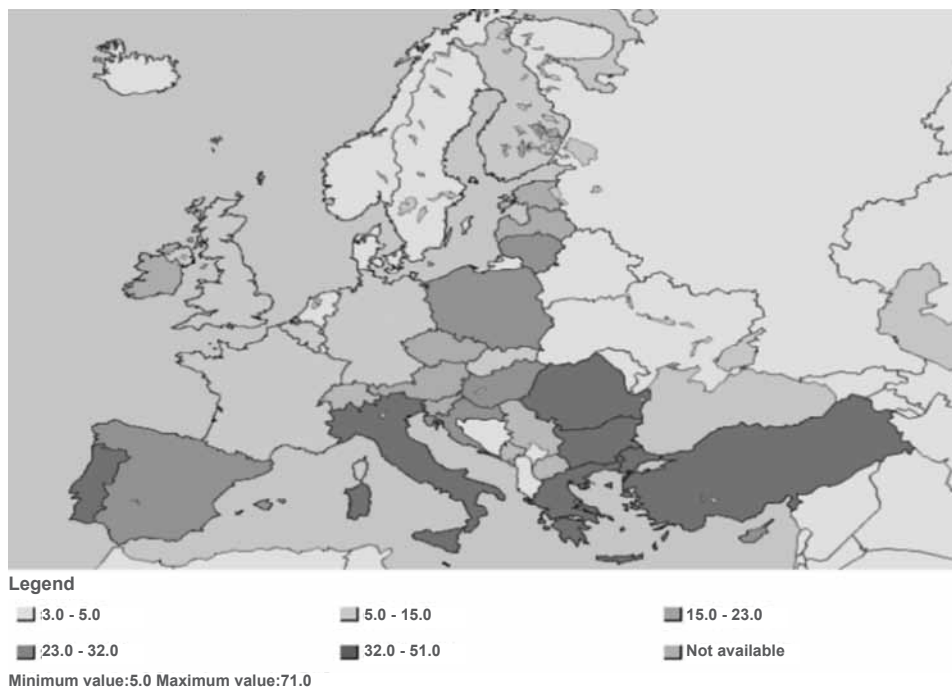 Legend
3.0 - 5.0 5.0 - 15.0 15.0 - 23.0
23.0 - 32.0 32.0 - 51.0 Not available
Minimum value:5.0 Maximum value:71.0